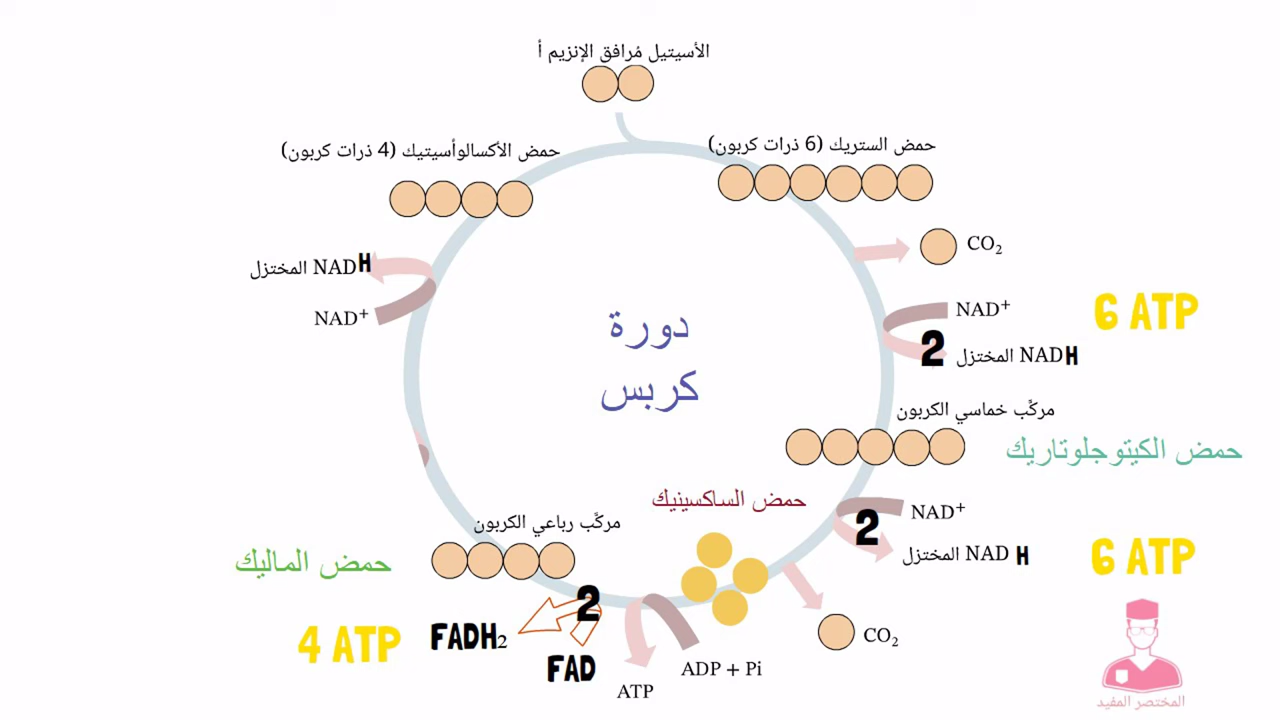 الأسيتيل مُرافق الإنزيم أ
حمض الأكسالوأسيتيك (4 ذرات كربون)
حمض الستريك (6 ذرات كربون)
CO₂
NADH المختزل
NAD⁺
NAD⁺
6 ATP
2
NADH المختزل
دورة
كربس
مركَّب خماسي الكربون
حمض الكيتوجلوتاريك
حمض الساكسينيك
NAD⁺
2
NAD H المختزل
6 ATP
مركَّب رباعي الكربون
حمض الماليك
2
FADH₂
4 ATP
FAD
ATP
ADP + Pi
CO₂
المختصر المفيد